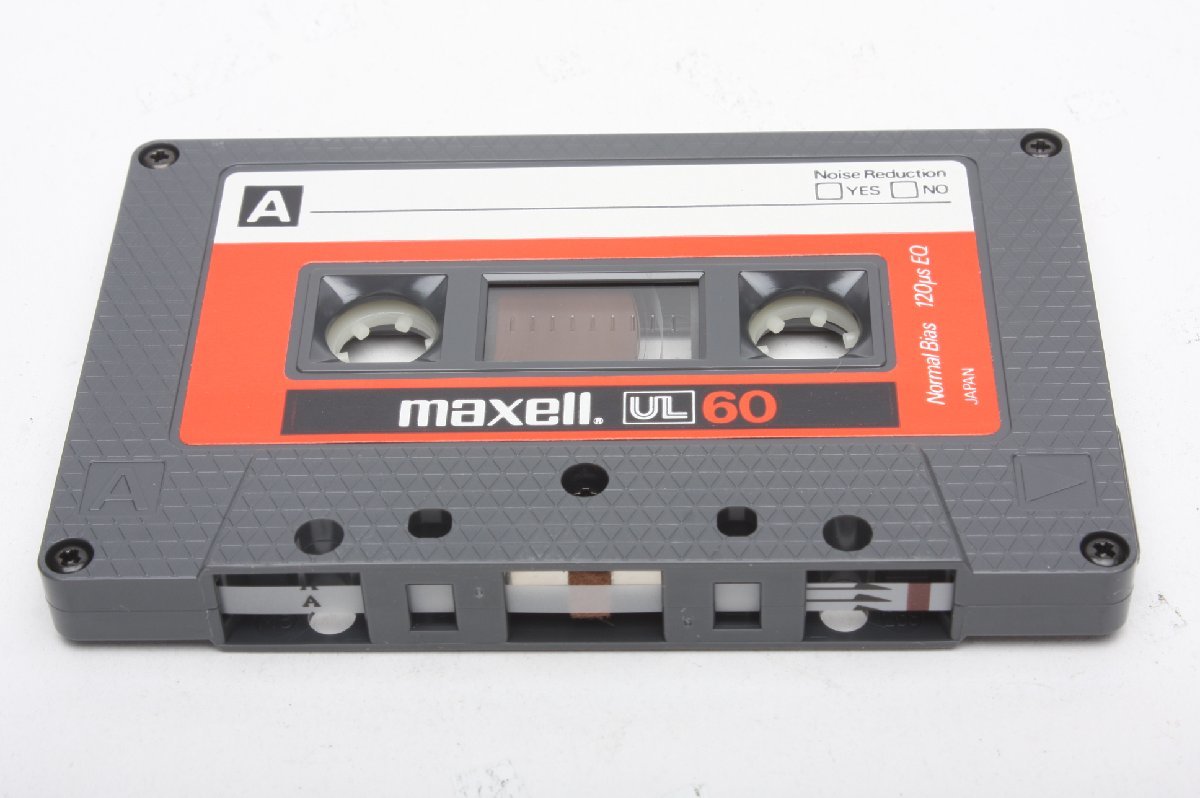 Noise Reduction
A
YES NO
Normal Bias 120µs EQ
JAPAN
maxell® UL 60
A
A